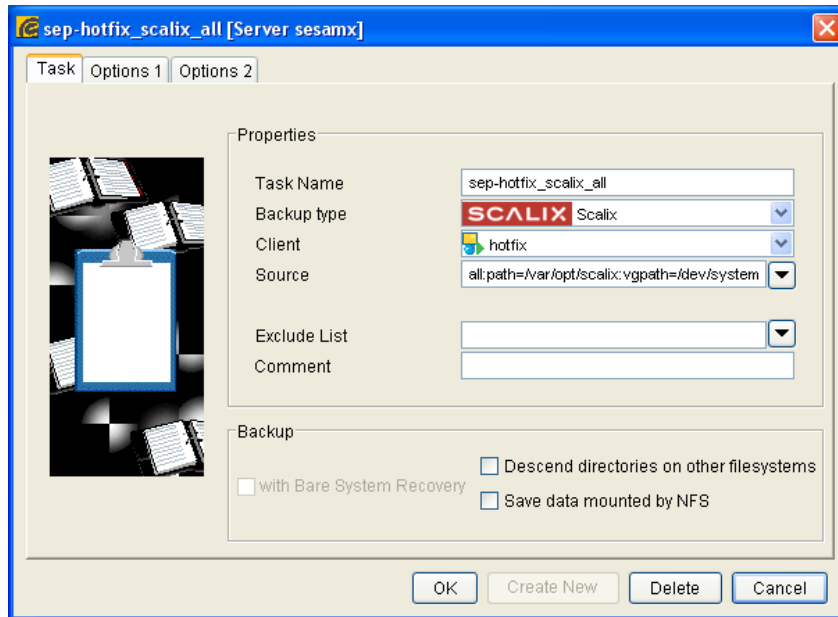 sep-hotfix_scalix_all [Server sesamx]
Task Options 1 Options 2
Properties
Task Name sep-hotfix_scalix_all
Backup type SCALIX Scalix
Client hotfix
Source all:path=/var/opt/scalix:vgpath=/dev/system
Exclude List
Comment
Backup
Descend directories on other filesystems
with Bare System Recovery
Save data mounted by NFS
OK Create New Delete Cancel